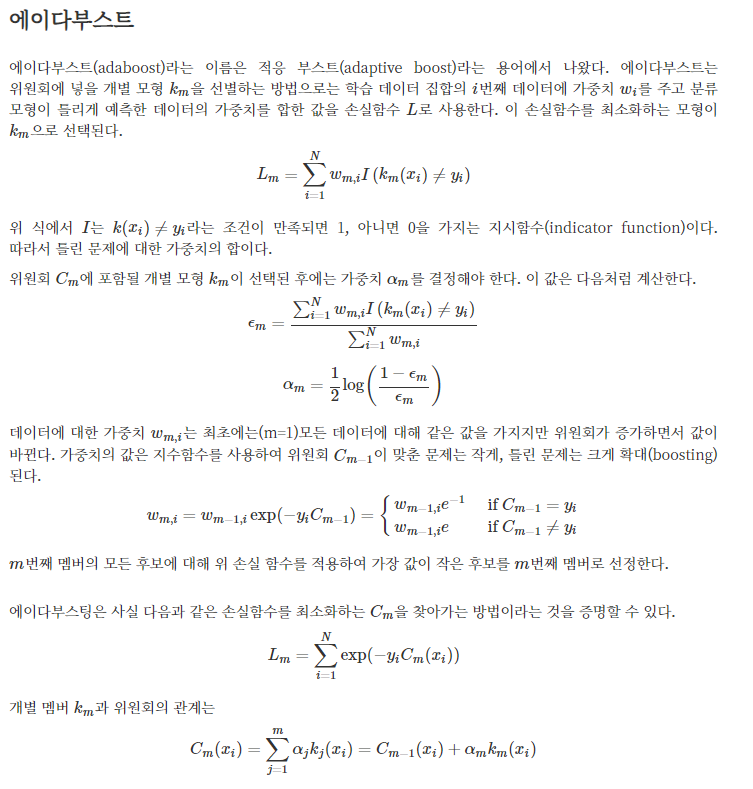 에이다부스트
에이다부스트(adaboost)라는 이름은 적응 부스트(adaptive boost)라는 용어에서 나왔다. 에이다부스트는
위원회에 넣을 개별 모형 $k_m$을 선별하는 방법으로는 학습 데이터 집합의 $i$번째 데이터에 가중치 $w_i$를 주고 분류
모형이 틀리게 예측한 데이터의 가중치를 합한 값을 손실함수 $L$로 사용한다. 이 손실함수를 최소화하는 모형이
$k_m$으로 선택된다.
$L_m = \sum_{i=1}^{N} w_{m,i} I\left(k_m(x_i) \neq y_i\right)$
위 식에서 $I$는 $k(x_i) \neq y_i$라는 조건이 만족되면 1, 아니면 0을 가지는 지시함수(indicator function)이다.
따라서 틀린 문제에 대한 가중치의 합이다.
위원회 $C_m$에 포함될 개별 모형 $k_m$이 선택된 후에는 가중치 $\alpha_m$를 결정해야 한다. 이 값은 다음처럼 계산한다.
$\epsilon_m = \frac{\sum_{i=1}^{N} w_{m,i} I\left(k_m(x_i) \neq y_i\right)}{\sum_{i=1}^{N} w_{m,i}}$
$\alpha_m = \frac{1}{2} \log\left(\frac{1 - \epsilon_m}{\epsilon_m}\right)$
데이터에 대한 가중치 $w_{m,i}$는 최초에는(m=1)모든 데이터에 대해 같은 값을 가지지만 위원회가 증가하면서 값이
바뀐다. 가중치의 값은 지수함수를 사용하여 위원회 $C_{m-1}$이 맞춘 문제는 작게, 틀린 문제는 크게 확대(boosting)
된다.
$w_{m,i} = w_{m-1,i} \exp(-y_i C_{m-1}) = \begin{cases} w_{m-1,i} e^{-1} & \text{if } C_{m-1} = y_i \\ w_{m-1,i} e & \text{if } C_{m-1} \neq y_i \end{cases}$
$m$번째 멤버의 모든 후보에 대해 위 손실 함수를 적용하여 가장 값이 작은 후보를 $m$번째 멤버로 선정한다.
에이다부스팅은 사실 다음과 같은 손실함수를 최소화하는 $C_m$을 찾아가는 방법이라는 것을 증명할 수 있다.
$L_m = \sum_{i=1}^{N} \exp(-y_i C_m(x_i))$
개별 멤버 $k_m$과 위원회의 관계는
$C_m(x_i) = \sum_{j=1}^{m} \alpha_j k_j(x_i) = C_{m-1}(x_i) + \alpha_m k_m(x_i)$